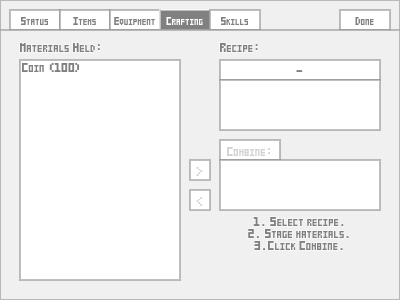 Status Items Equipment Crafting Skills Done
Materials Held: Recipe:
Coin (100)
-
Combine:
>
<
1. Select recipe.
2. Stage materials.
3.Click Combine.